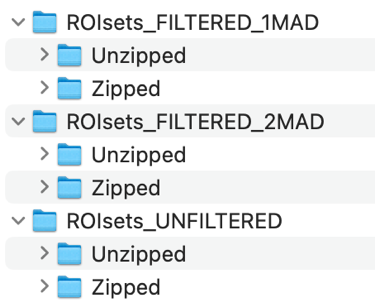 ROIsets_FILTERED_1MAD
Unzipped
Zipped
ROIsets_FILTERED_2MAD
Unzipped
Zipped
ROIsets_UNFILTERED
Unzipped
Zipped